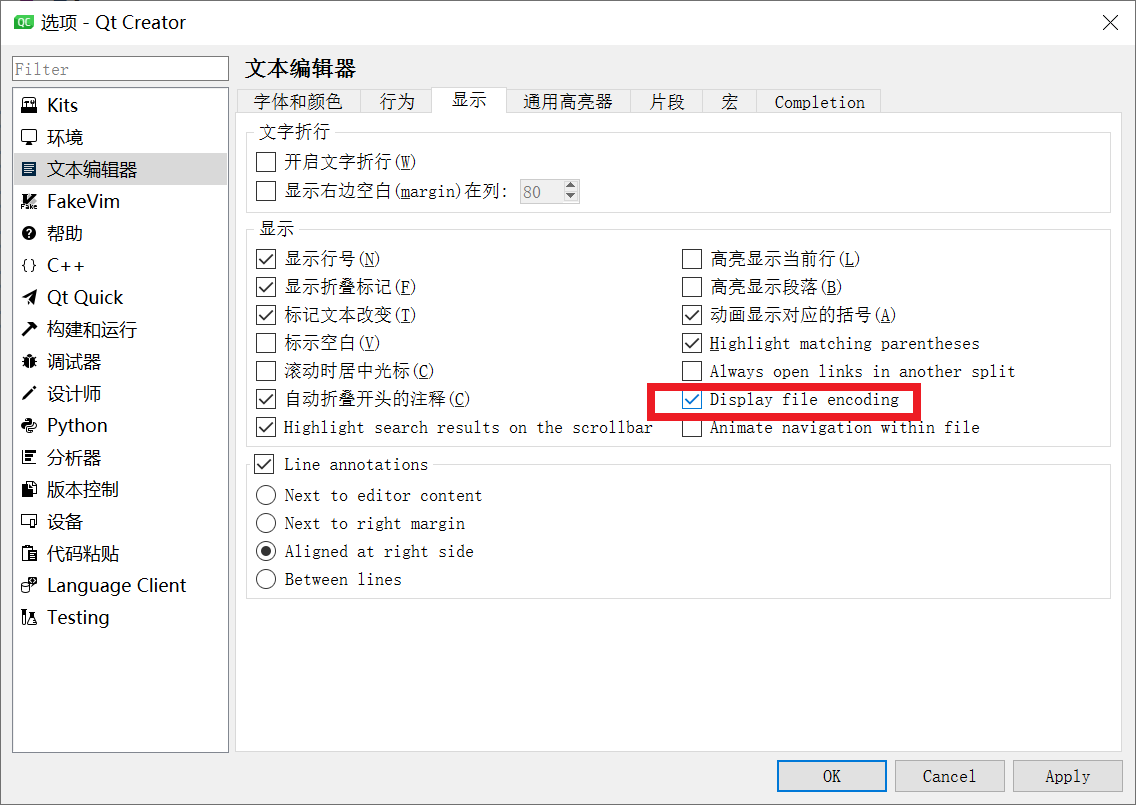 选项 - Qt Creator
Filter
Kits
环境
文本编辑器
FakeVim
帮助
C++
Qt Quick
构建和运行
调试器
设计师
Python
分析器
版本控制
设备
代码粘贴
Language Client
Testing
文本编辑器
字体和颜色 行为 显示 通用高亮器 片段 宏 Completion
文字折行
开启文字折行(W)
显示右边空白(margin)在列: 80
显示
显示行号(N) 高亮显示当前行(L)
显示折叠标记(F) 高亮显示段落(B)
标记文本改变(T) 动画显示对应的括号(A)
标示空白(V) Highlight matching parentheses
滚动时居中光标(C) Always open links in another split
自动折叠开头的注释(C) Display file encoding
Highlight search results on the scrollbar Animate navigation within file
Line annotations
Next to editor content
Next to right margin
Aligned at right side
Between lines
OK Cancel Apply